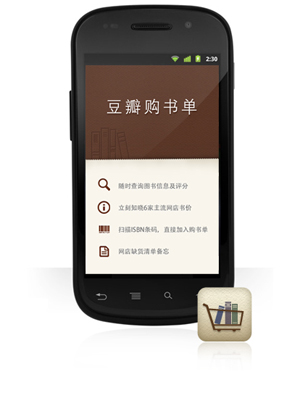 2:30
豆瓣购书单
随时查询图书信息及评分
立刻知晓6家主流网店书价
扫描ISBN条码，直接加入购书单
网店缺货清单备忘